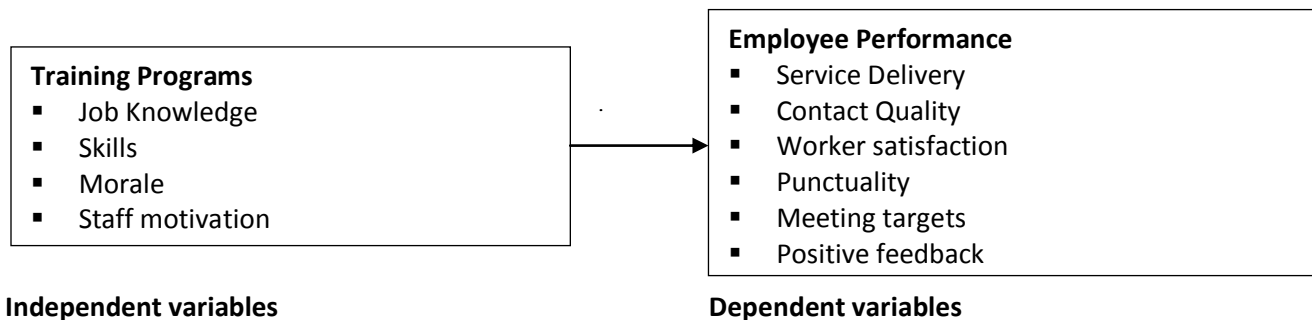 Training Programs
▪ Job Knowledge
▪ Skills
▪ Morale
▪ Staff motivation
Employee Performance
▪ Service Delivery
▪ Contact Quality
▪ Worker satisfaction
▪ Punctuality
▪ Meeting targets
▪ Positive feedback
Independent variables
Dependent variables